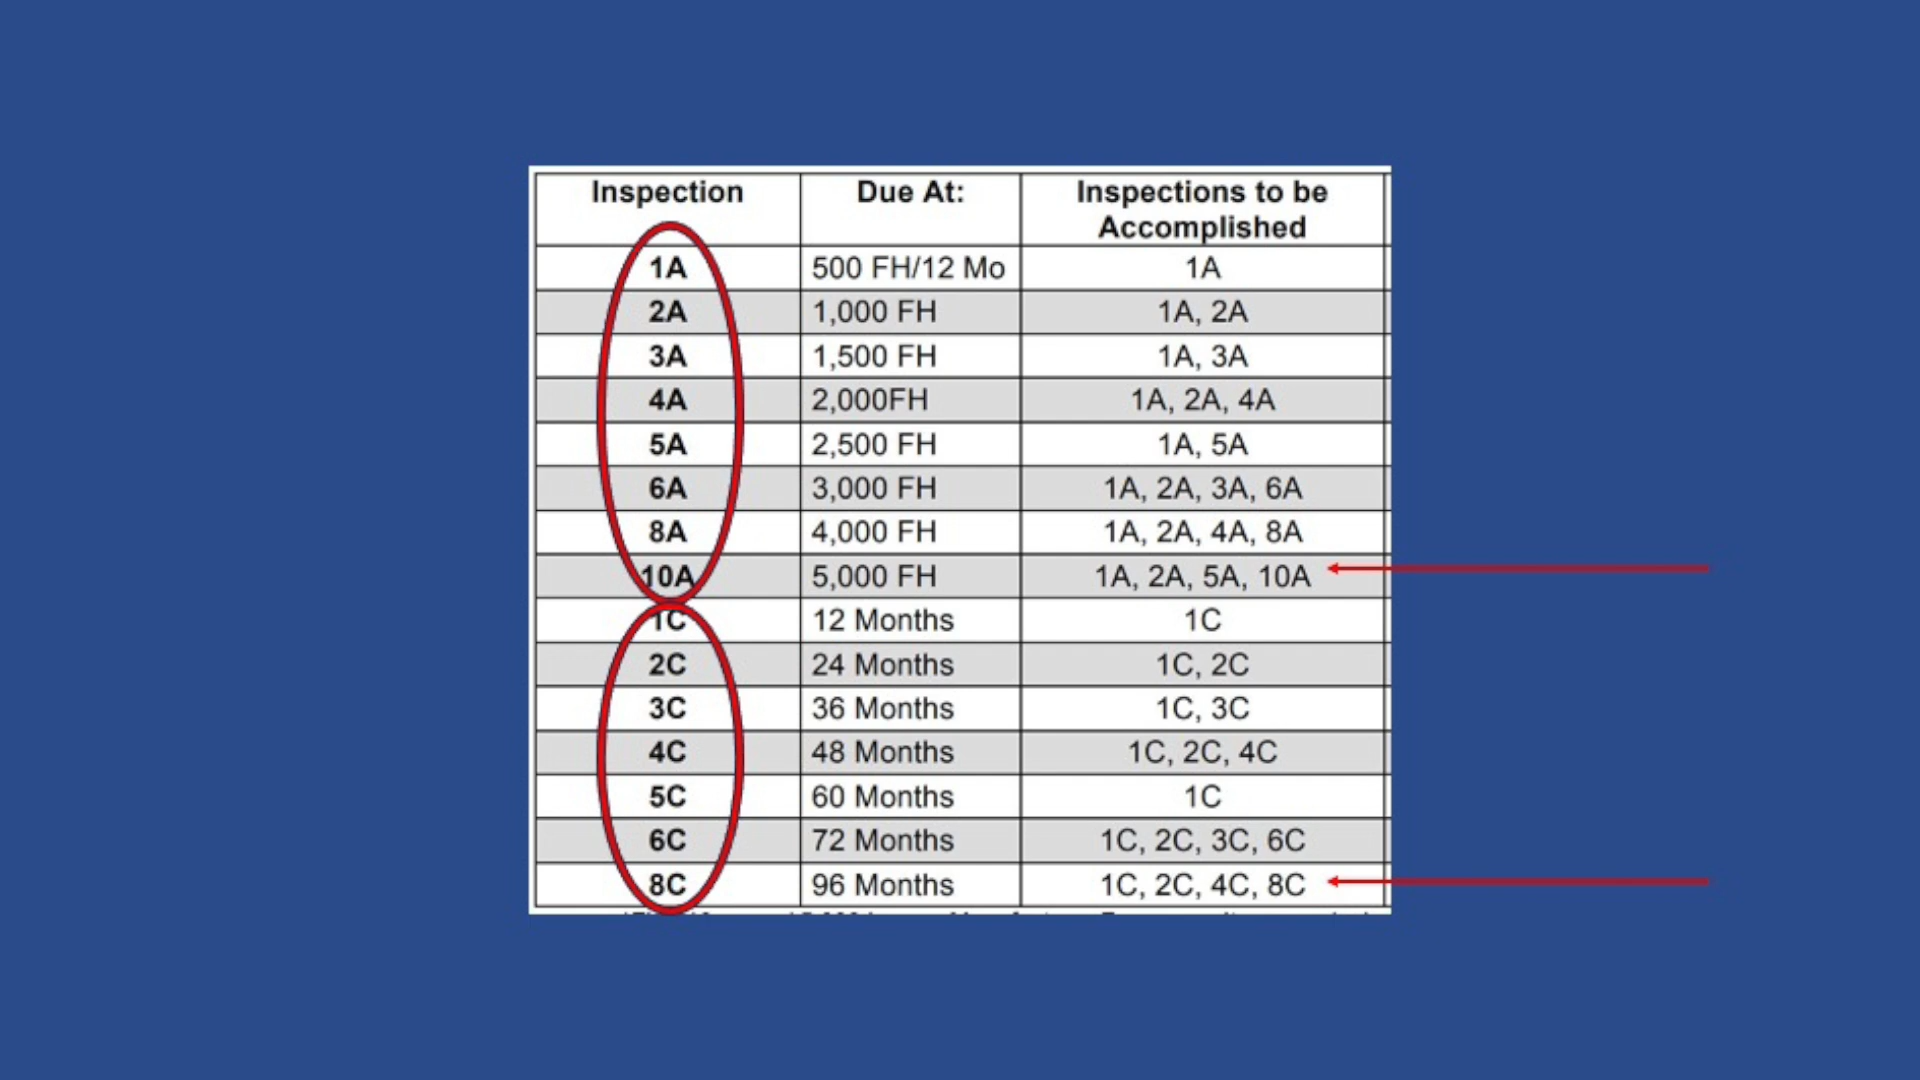 Inspection Due At: Inspections to be
Accomplished
1A 500 FH/12 Mo 1A
2A 1,000 FH 1A, 2A
3A 1,500 FH 1A, 3A
4A 2,000FH 1A, 2A, 4A
5A 2,500 FH 1A, 5A
6A 3,000 FH 1A, 2A, 3A, 6A
8A 4,000 FH 1A, 2A, 4A, 8A
10A 5,000 FH 1A, 2A, 5A, 10A
1C 12 Months 1C
2C 24 Months 1C, 2C
3C 36 Months 1C, 3C
4C 48 Months 1C, 2C, 4C
5C 60 Months 1C
6C 72 Months 1C, 2C, 3C, 6C
8C 96 Months 1C, 2C, 4C, 8C